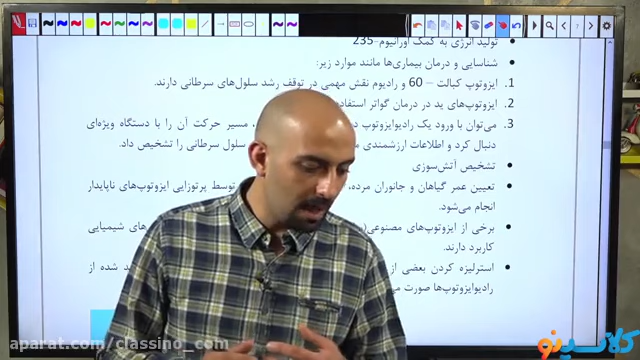 تولید انرژی به کمک اورانیوم-235
شناسایی و درمان بیماری‌ها مانند موارد زیر:
1. ایزوتوپ کبالت – 60 و رادیوم نقش مهمی در توقف رشد سلول‌های سرطانی دارند.
2. ایزوتوپ‌های ید در درمان گواتر استفاده
3. می‌توان با ورود یک رادیوایزوتوپ در ، مسیر حرکت آن را با دستگاه ویژه‌ای
دنبال کرد و اطلاعات ارزشمندی سلول سرطانی را تشخیص داد.
تشخیص آتش‌سوزی
تعیین عمر گیاهان و جانوران مرده، توسط پرتوزایی ایزوتوپ‌های ناپایدار
انجام می‌شود.
برخی از ایزوتوپ‌های مصنوعی( های شیمیایی
کاربرد دارند.
استرلیزه کردن بعضی از شده از
رادیوایزوتوپ‌ها صورت
aparat.com/classino_com
کلاسینو